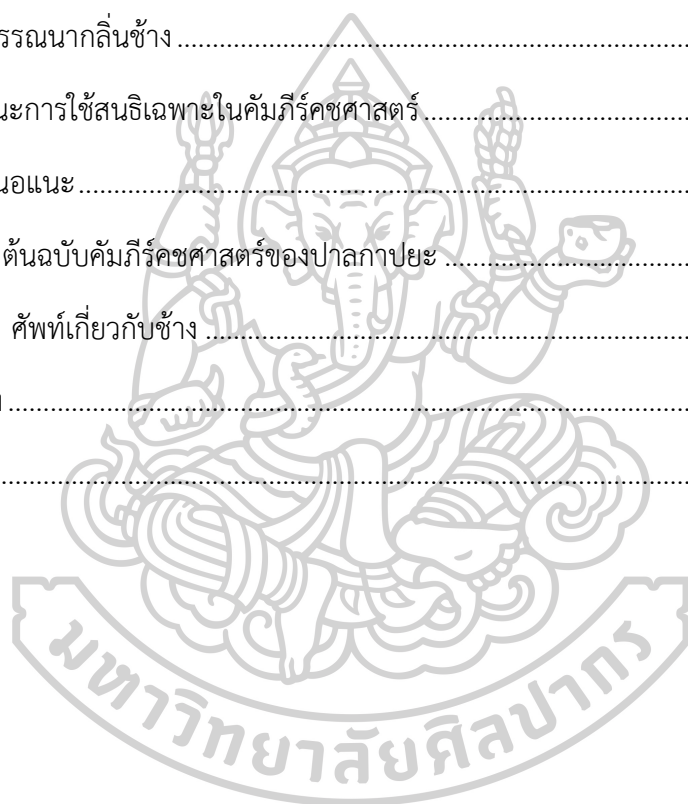 รรณนากลิ่นช้าง ................................................................
นะการใช้สนธิเฉพาะในคัมภีร์คชศาสตร์ ................................
นอแนะ ................................................................
ต้นฉบับคัมภีร์คชศาสตร์ของปาลกาปยะ ................................
ศัพท์เกี่ยวกับช้าง ................................................................
................................................................
................................................................
มหาวิทยาลัยศิลปากร